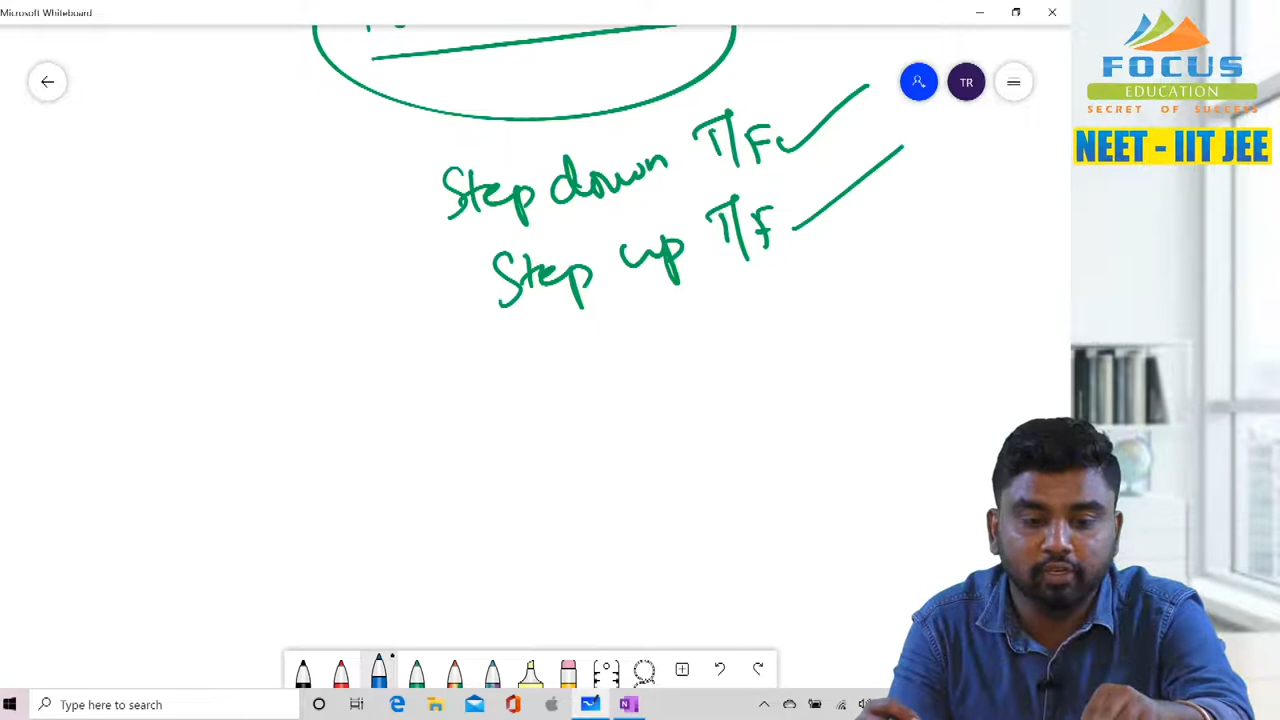 Microsoft Whiteboard
TR
FOCUS
EDUCATION
SECRET OF SUCCESS
NEET - IIT JEE
Step down T/F
Step up T/F
Type here to search